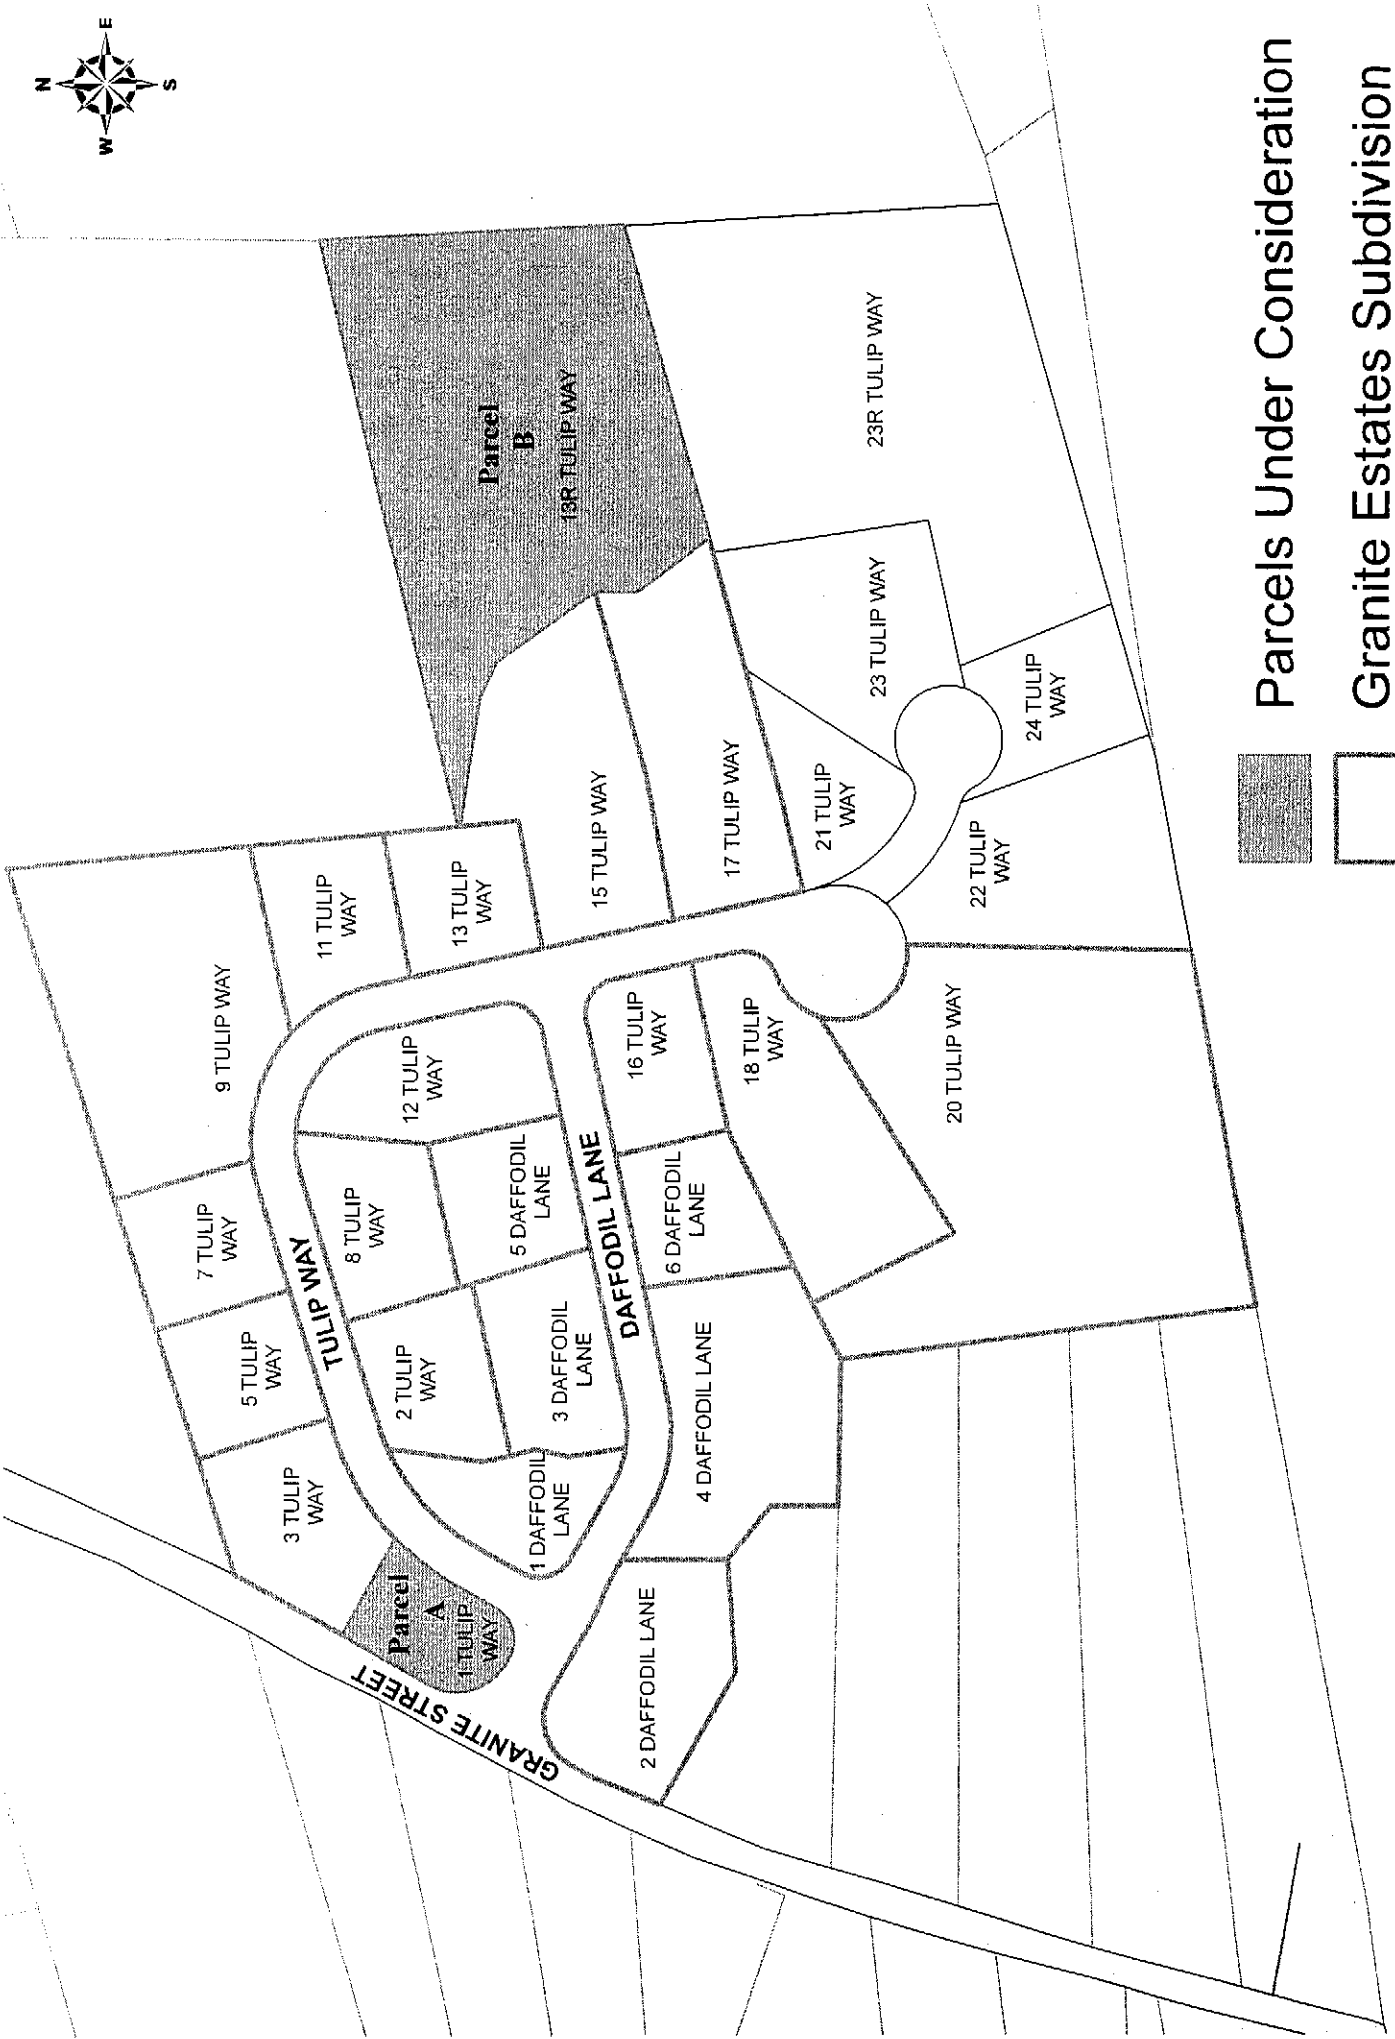 N
W
E
S
9 TULIP WAY
7 TULIP
WAY
5 TULIP
WAY
3 TULIP
WAY
11 TULIP
WAY
13 TULIP
WAY
TULIP WAY
12 TULIP
WAY
8 TULIP
WAY
2 TULIP
WAY
5 DAFFODIL
LANE
3 DAFFODIL
LANE
1 DAFFODIL
LANE
Parcel
A
1 TULIP
WAY
GRANITE STREET
DAFFODIL LANE
Parcel
B
13R TULIP WAY
15 TULIP WAY
17 TULIP WAY
16 TULIP
WAY
18 TULIP
WAY
6 DAFFODIL
LANE
4 DAFFODIL LANE
2 DAFFODIL LANE
21 TULIP
WAY
23 TULIP WAY
23R TULIP WAY
22 TULIP
WAY
24 TULIP
WAY
20 TULIP WAY
Parcels Under Consideration
Granite Estates Subdivision